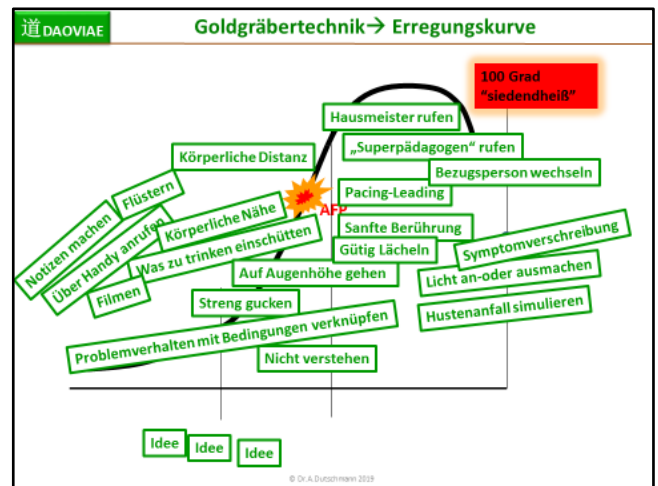 道DAOVIAE
Goldgräbertechnik→ Erregungskurve
100 Grad
"siedendheiß"
Hausmeister rufen
„Superpädagogen“ rufen
Körperliche Distanz
Bezugsperson wechseln
Flüstern
Pacing-Leading
AFP
Notizen machen
Über Handy anrufen
Körperliche Nähe
Sanfte Berührung
Was zu trinken einschütten
Gütig Lächeln
Symptomverschreibung
Filmen
Auf Augenhöhe gehen
Licht an-oder ausmachen
Streng gucken
Hustenanfall simulieren
Problemverhalten mit Bedingungen verknüpfen
Nicht verstehen
Idee
Idee
Idee
© Dr.A.Dutschmann 2019